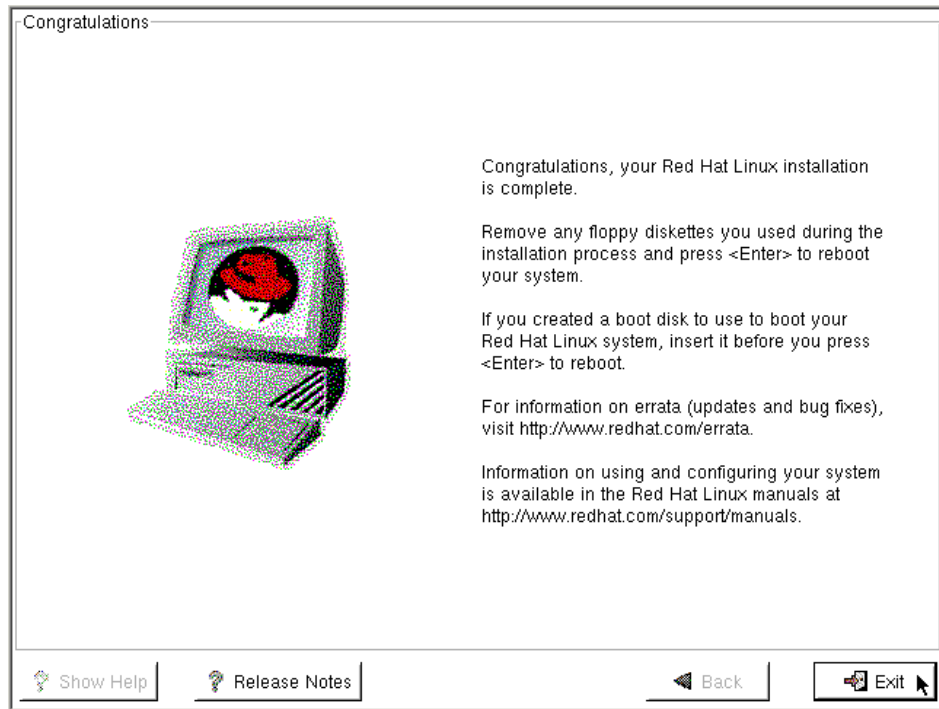 Congratulations
Congratulations, your Red Hat Linux installation
is complete.
Remove any floppy diskettes you used during the
installation process and press <Enter> to reboot
your system.
If you created a boot disk to use to boot your
Red Hat Linux system, insert it before you press
<Enter> to reboot.
For information on errata (updates and bug fixes),
visit http://www.redhat.com/errata.
Information on using and configuring your system
is available in the Red Hat Linux manuals at
http://www.redhat.com/support/manuals.
Show Help
Release Notes
Back
Exit